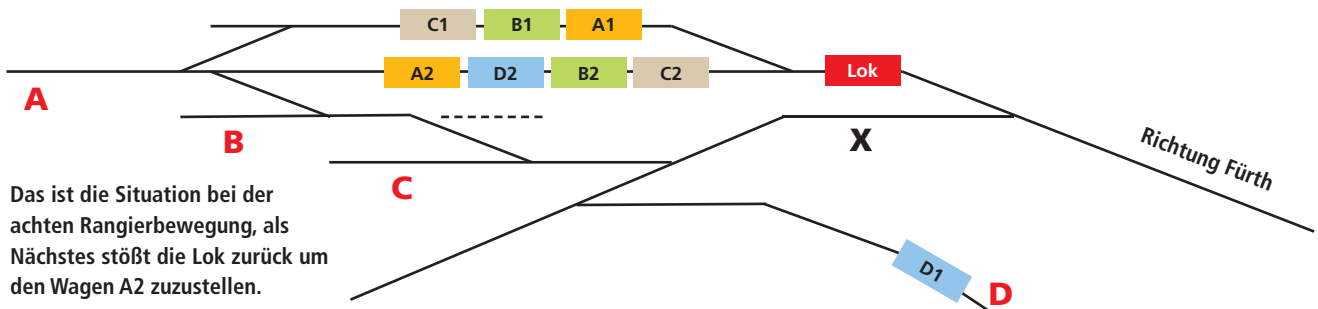 C1 B1 A1
A2 D2 B2 C2 Lok
A
B
X
Richtung Fürth
C
Das ist die Situation bei der
achten Rangierbewegung, als
Nächstes stößt die Lok zurück um
den Wagen A2 zuzustellen.
D1
D